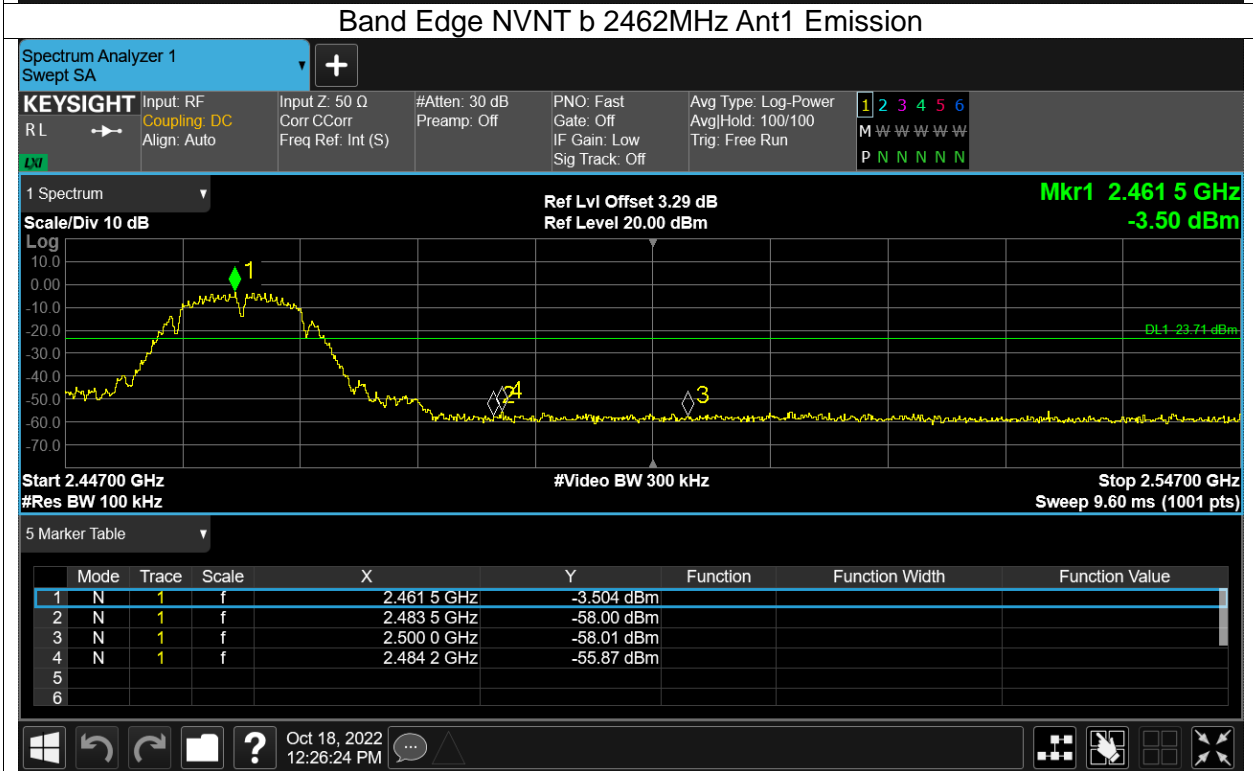 Band Edge NVNT b 2462MHz Ant1 Emission
Spectrum Analyzer 1
Swept SA
+
KEYSIGHT Input: RF Input Z: 50 Ω #Atten: 30 dB PNO: Fast Avg Type: Log-Power 1 2 3 4 5 6
RL Coupling: DC Corr CCorr Preamp: Off Gate: Off Avg|Hold: 100/100 M W W W W W
Align: Auto Freq Ref: Int (S) IF Gain: Low Trig: Free Run
LXI Sig Track: Off P N N N N N
1 Spectrum Ref Lvl Offset 3.29 dB Mkr1 2.461 5 GHz
Scale/Div 10 dB Ref Level 20.00 dBm -3.50 dBm
Log
10.0
1
0.00
-10.0
-20.0 DL1 -23.71 dBm
-30.0
-40.0
-50.0 2 4 3
-60.0
-70.0
Start 2.44700 GHz #Video BW 300 kHz Stop 2.54700 GHz
#Res BW 100 kHz Sweep 9.60 ms (1001 pts)
5 Marker Table
Mode Trace Scale X Y Function Function Width Function Value
1 N 1 f 2.461 5 GHz -3.504 dBm
2 N 1 f 2.483 5 GHz -58.00 dBm
3 N 1 f 2.500 0 GHz -58.01 dBm
4 N 1 f 2.484 2 GHz -55.87 dBm
5
6
? Oct 18, 2022
12:26:24 PM